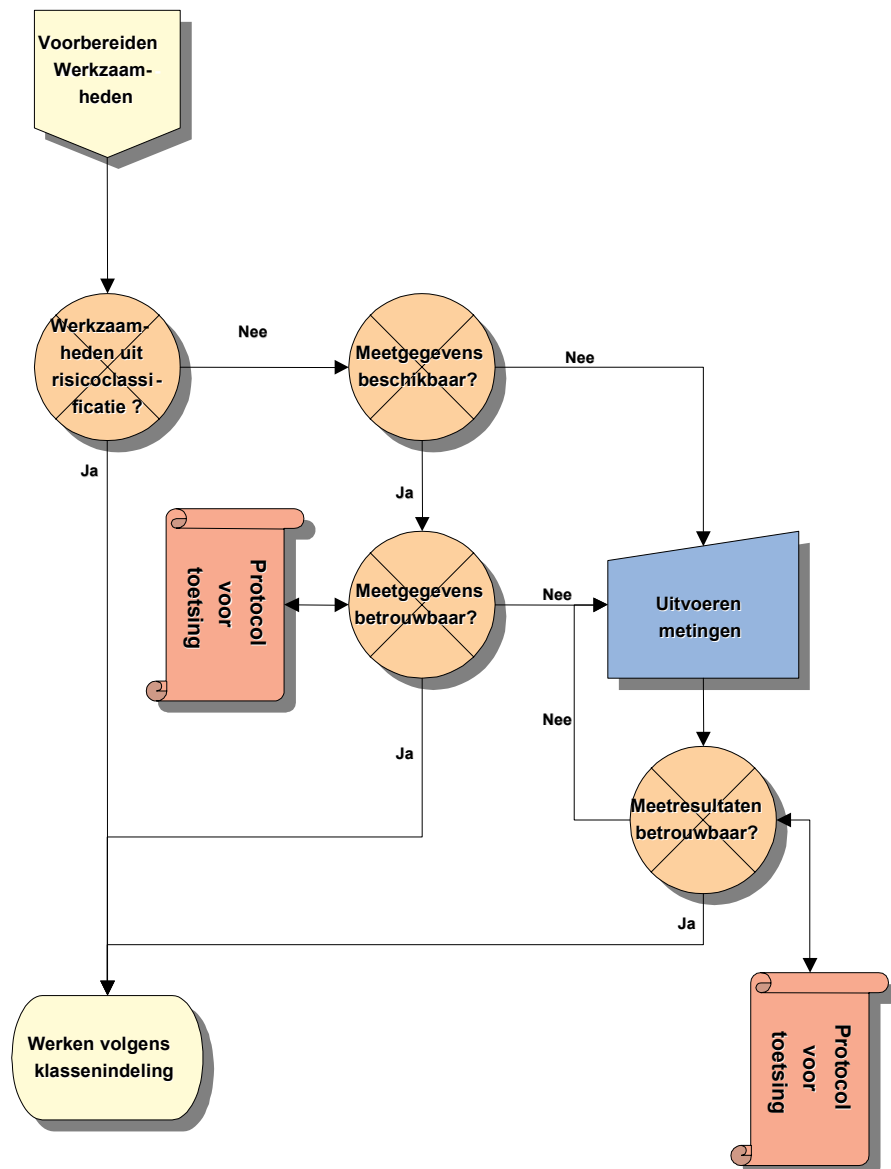 Voorbereiden
Werkzaam-
heden
Werkzaam-
heden uit
risicoclassi-
ficatie ?
Nee
Meetgegevens
beschikbaar?
Nee
Ja
Ja
Protocol
voor
toetsing
Meetgegevens
betrouwbaar?
Nee
Uitvoeren
metingen
Ja
Nee
Meetresultaten
betrouwbaar?
Ja
Werken volgens
klassenindeling
Protocol
voor
toetsing